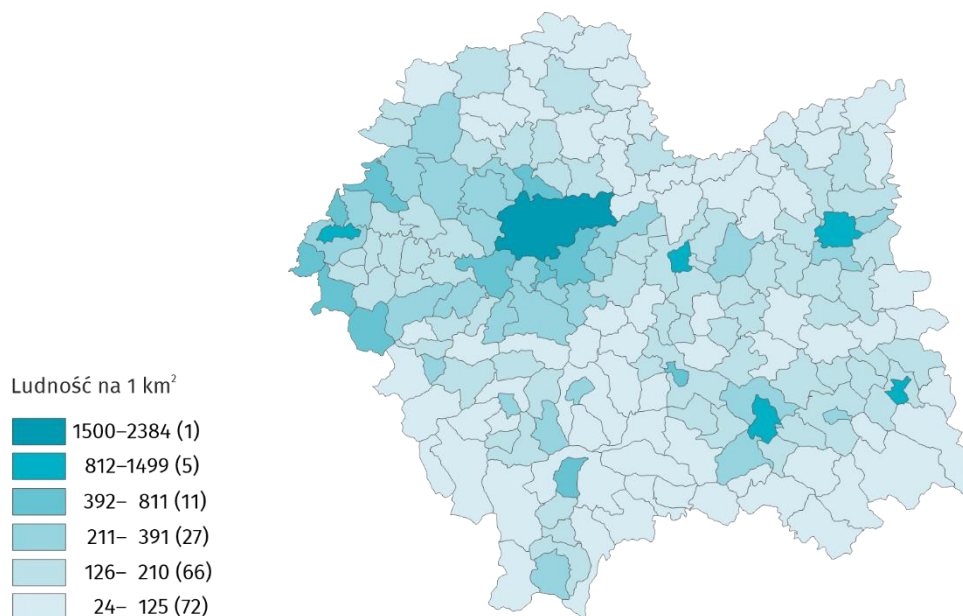 Ludność na 1 km²
1500–2384 (1)
812–1499 (5)
392– 811 (11)
211– 391 (27)
126– 210 (66)
24– 125 (72)